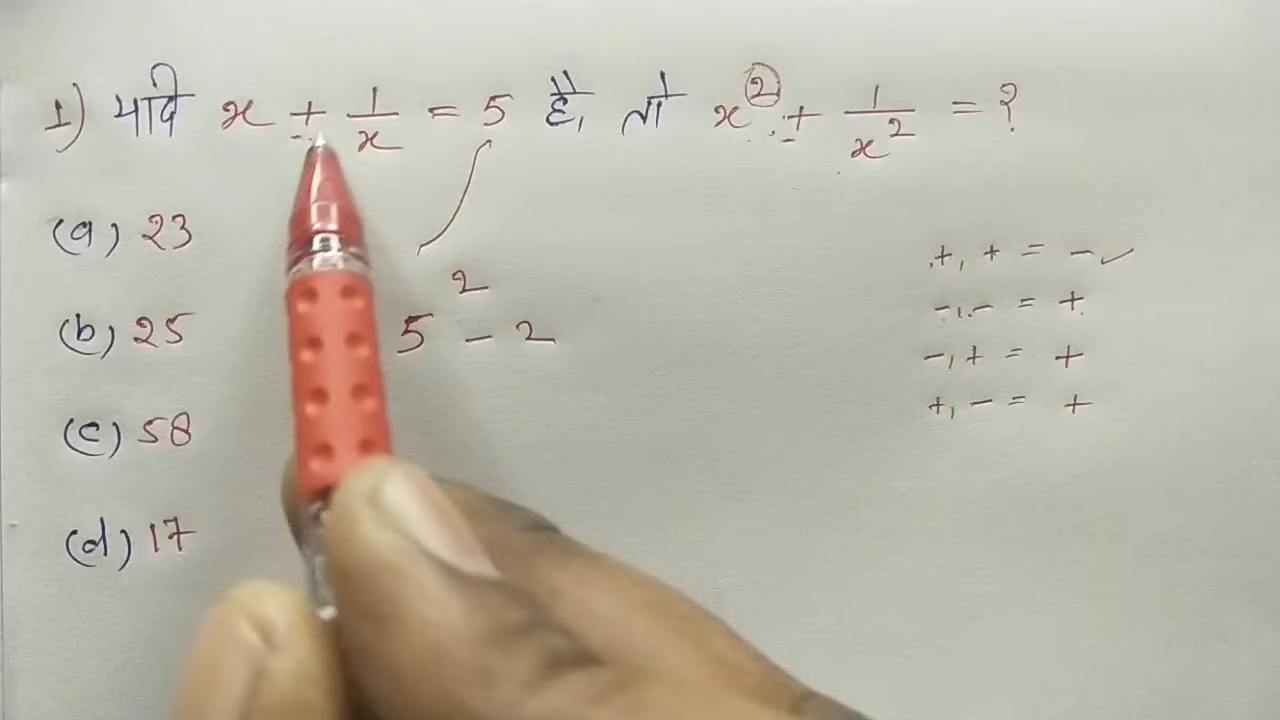 1) यदि x + 1/x = 5 है, तो x² + 1/x² = ?
(a) 23
(b) 25
(c) 58
(d) 17
5² - 2
+, + = - ✓
-, - = +
-, + = +
+, - = +